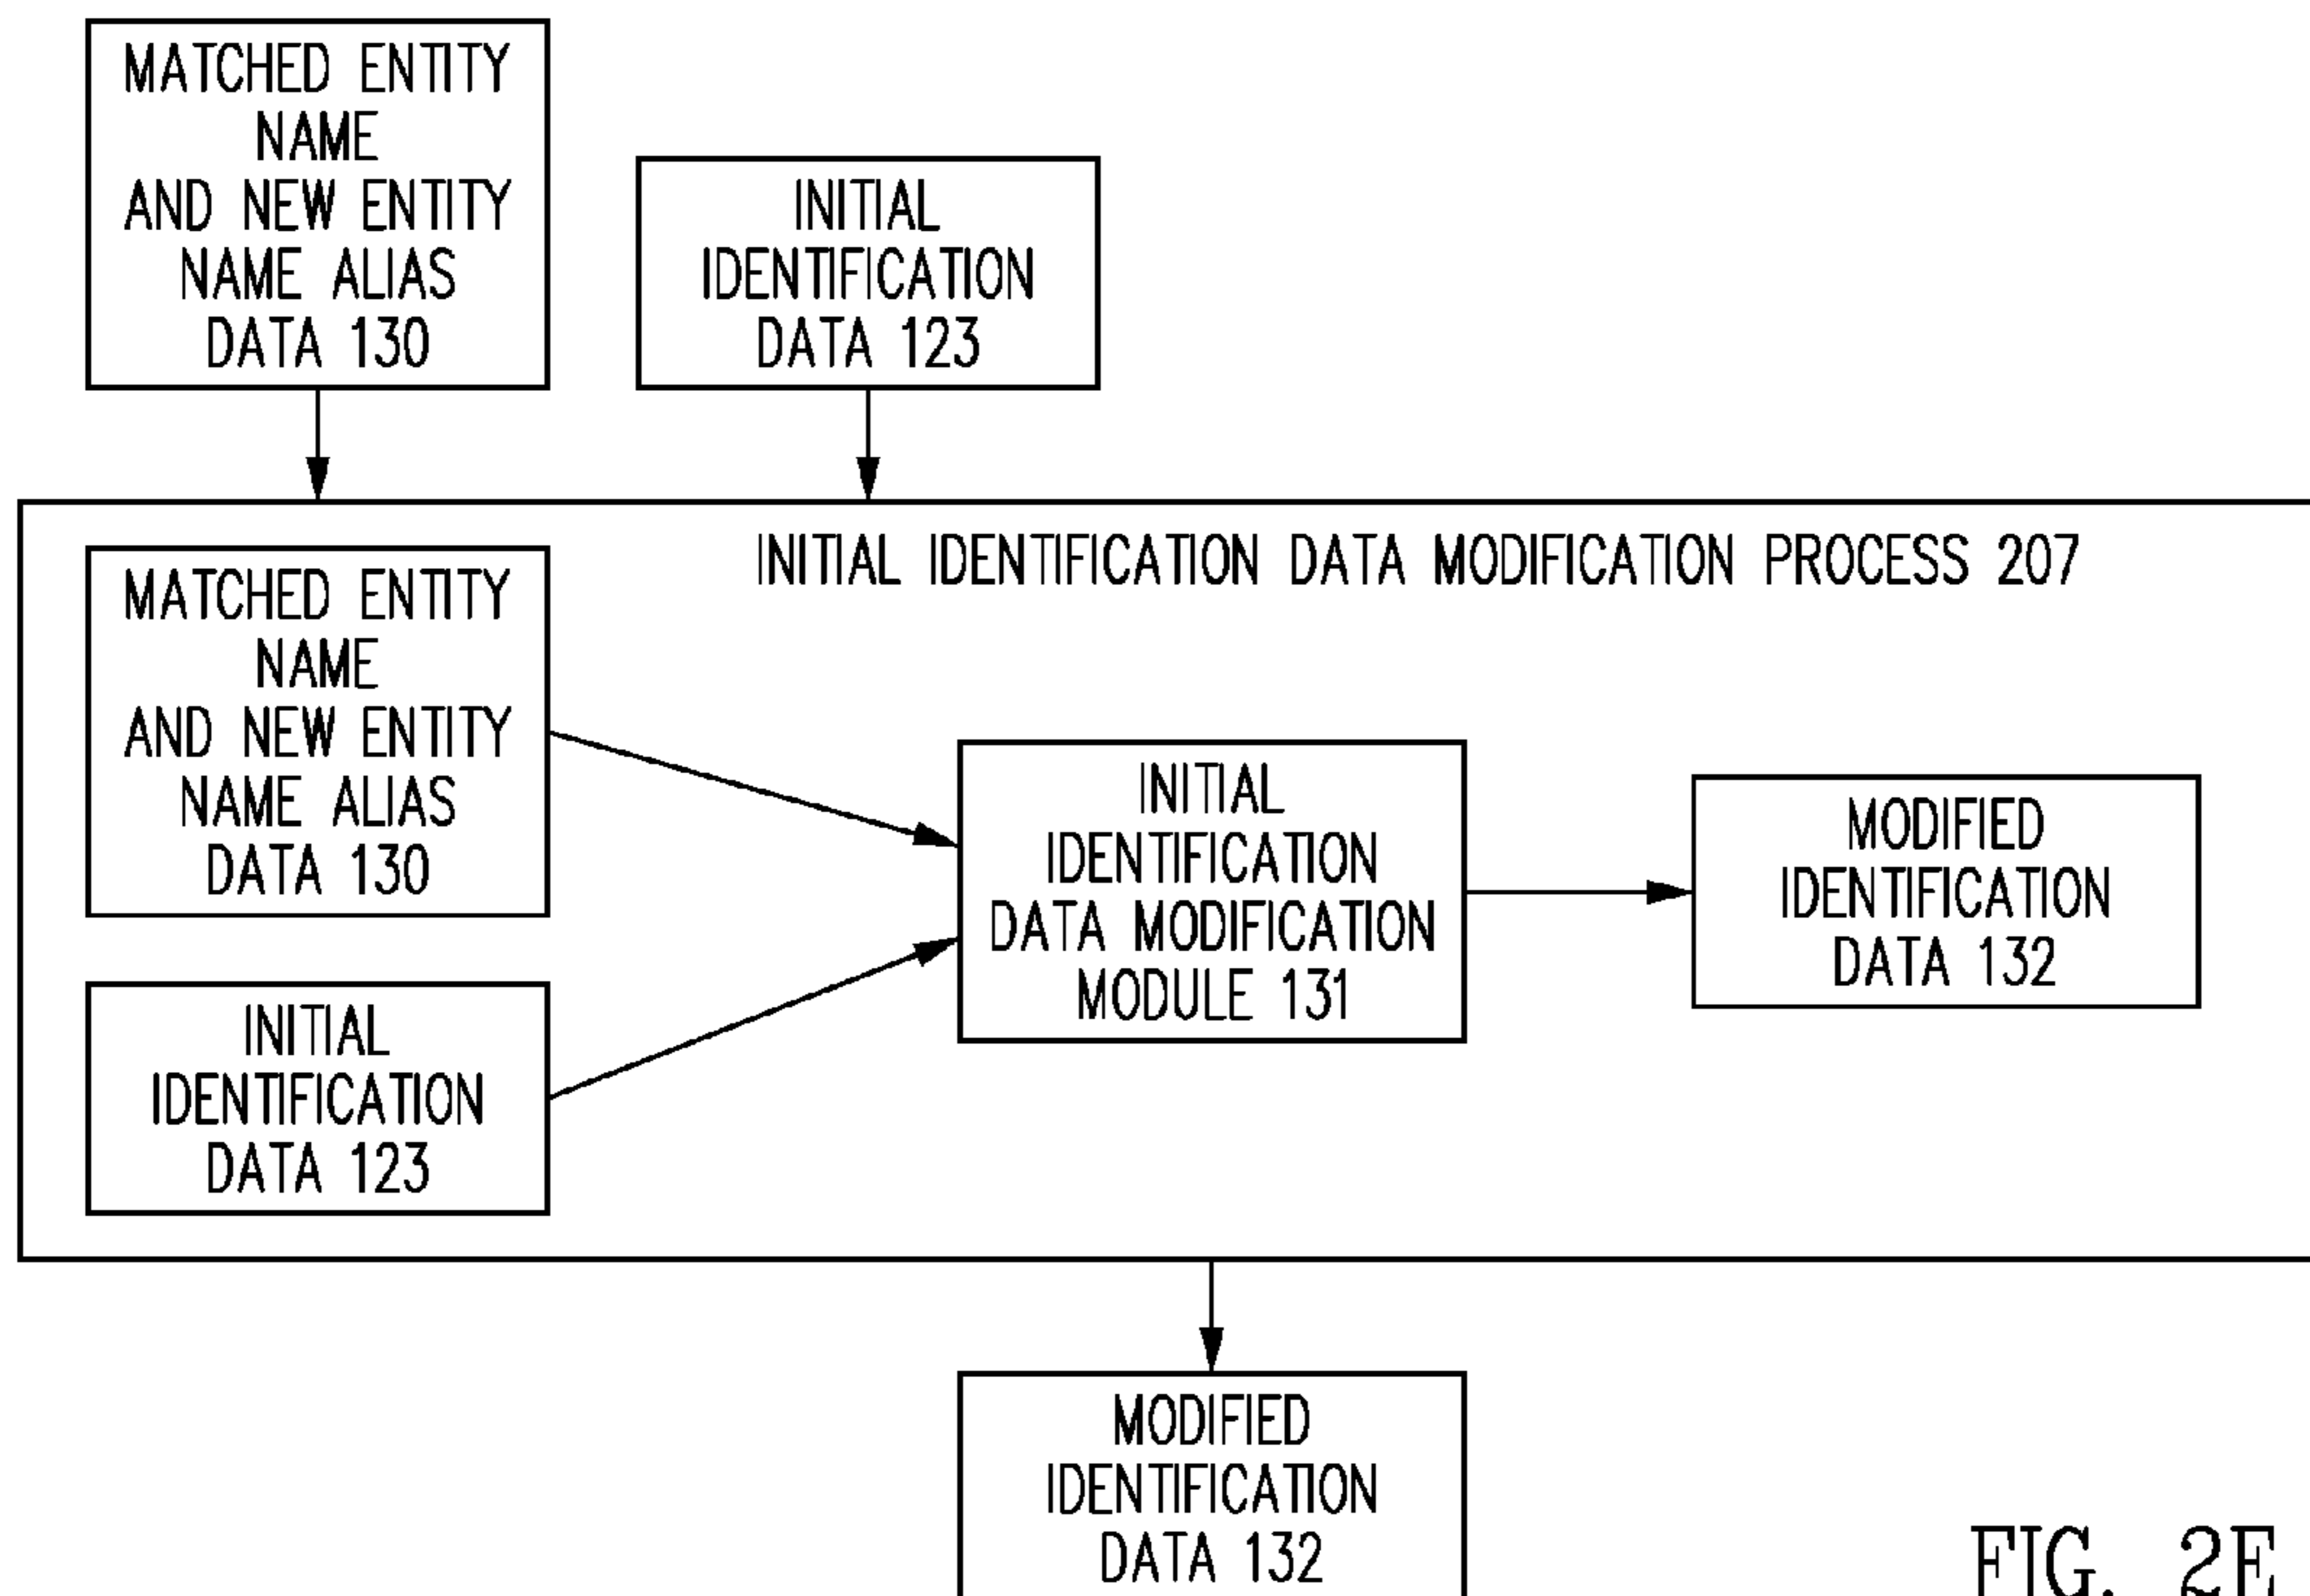 MATCHED ENTITY
NAME
AND NEW ENTITY
NAME ALIAS
DATA 130
INITIAL
IDENTIFICATION
DATA 123
INITIAL IDENTIFICATION DATA MODIFICATION PROCESS 207
MATCHED ENTITY
NAME
AND NEW ENTITY
NAME ALIAS
DATA 130
INITIAL
IDENTIFICATION
DATA 123
INITIAL
IDENTIFICATION
DATA MODIFICATION
MODULE 131
MODIFIED
IDENTIFICATION
DATA 132
MODIFIED
IDENTIFICATION
DATA 132
FIG.